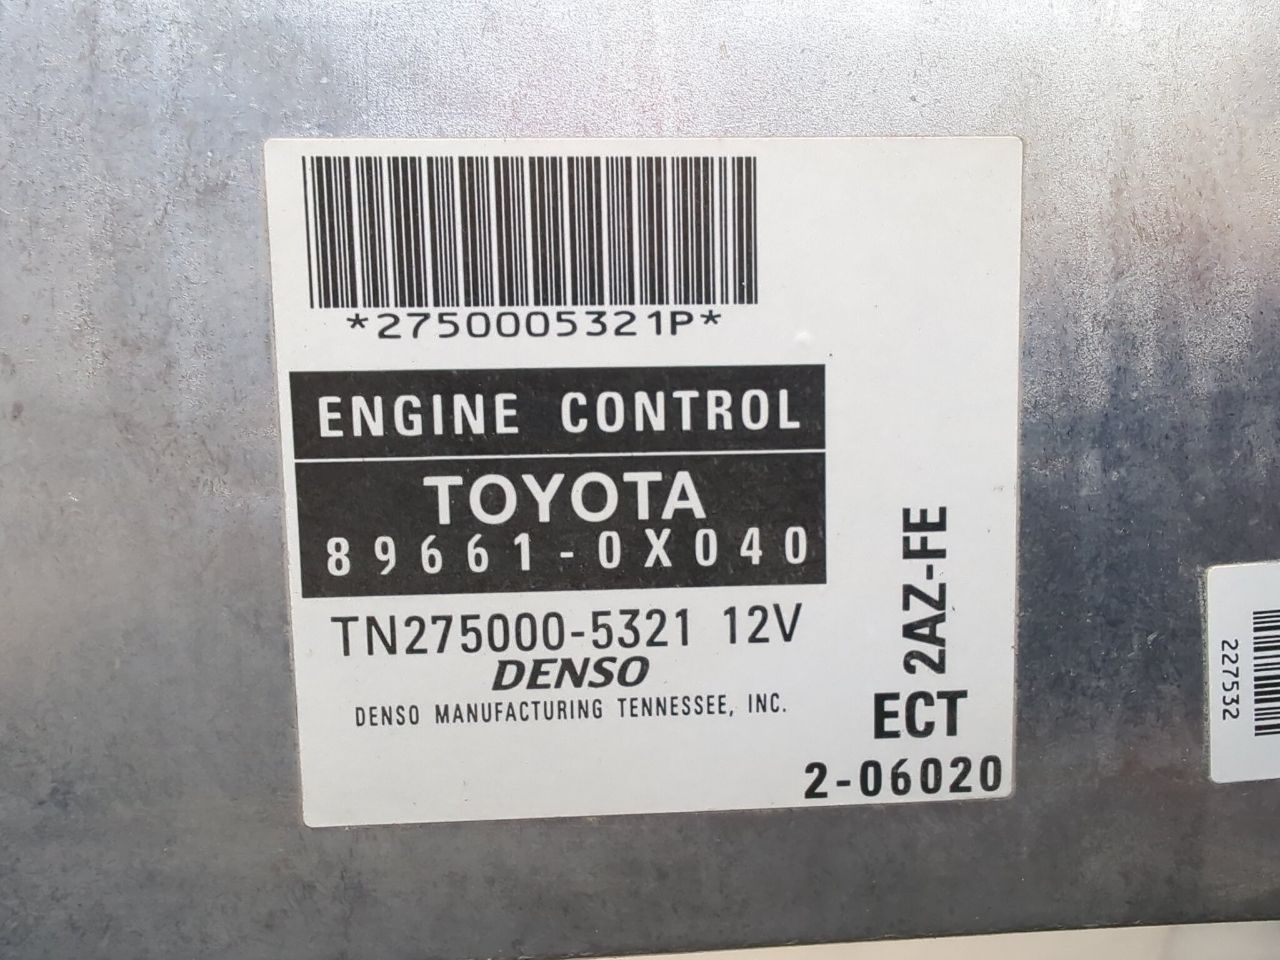 *2750005321P*
ENGINE CONTROL
TOYOTA
89661-0X040
TN275000-5321 12V
DENSO
DENSO MANUFACTURING TENNESSEE, INC.
2AZ-FE
ECT
2-06020
227532